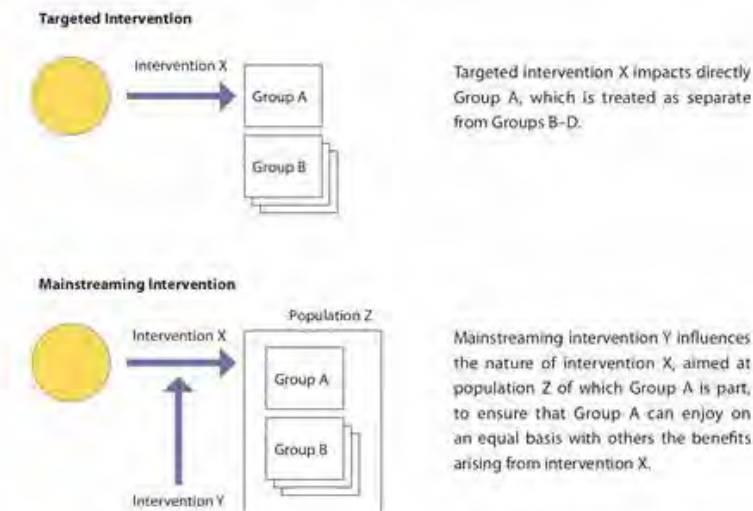 Targeted Intervention
Intervention X
Group A
Group B
Targeted intervention X impacts directly
Group A, which is treated as separate
from Groups B–D.
Mainstreaming Intervention
Population Z
Intervention X
Group A
Group B
Intervention Y
Mainstreaming intervention Y influences
the nature of intervention X, aimed at
population Z of which Group A is part,
to ensure that Group A can enjoy on
an equal basis with others the benefits
arising from intervention X.